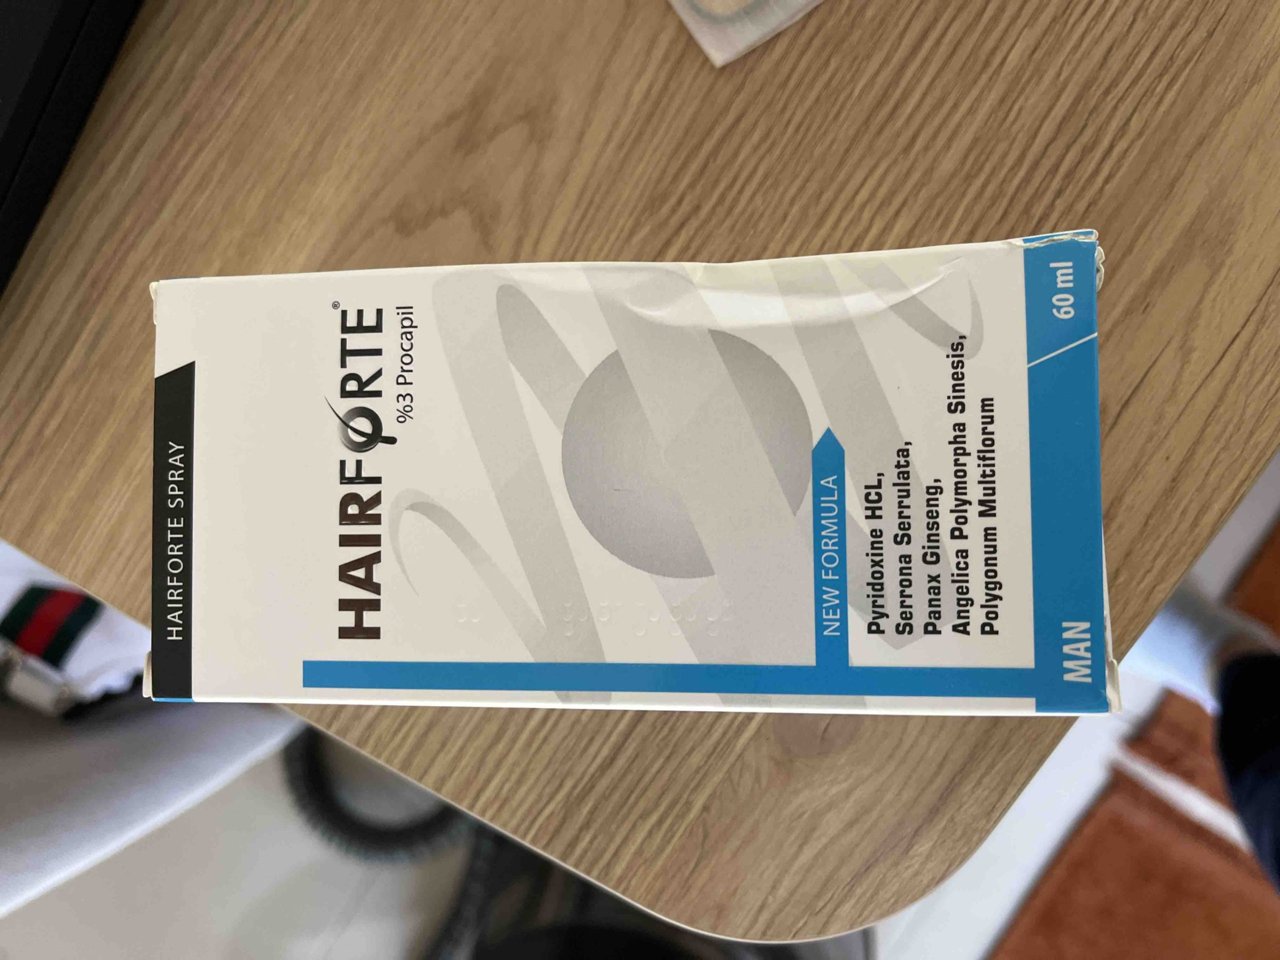 HAIRFORTE SPRAY
HAIRFORTE®
%3 Procapil
NEW FORMULA
Pyridoxine HCL,
Serrona Serrulata,
Panax Ginseng,
Angelica Polymorpha Sinesis,
Polygonum Multiflorum
MAN
60 ml